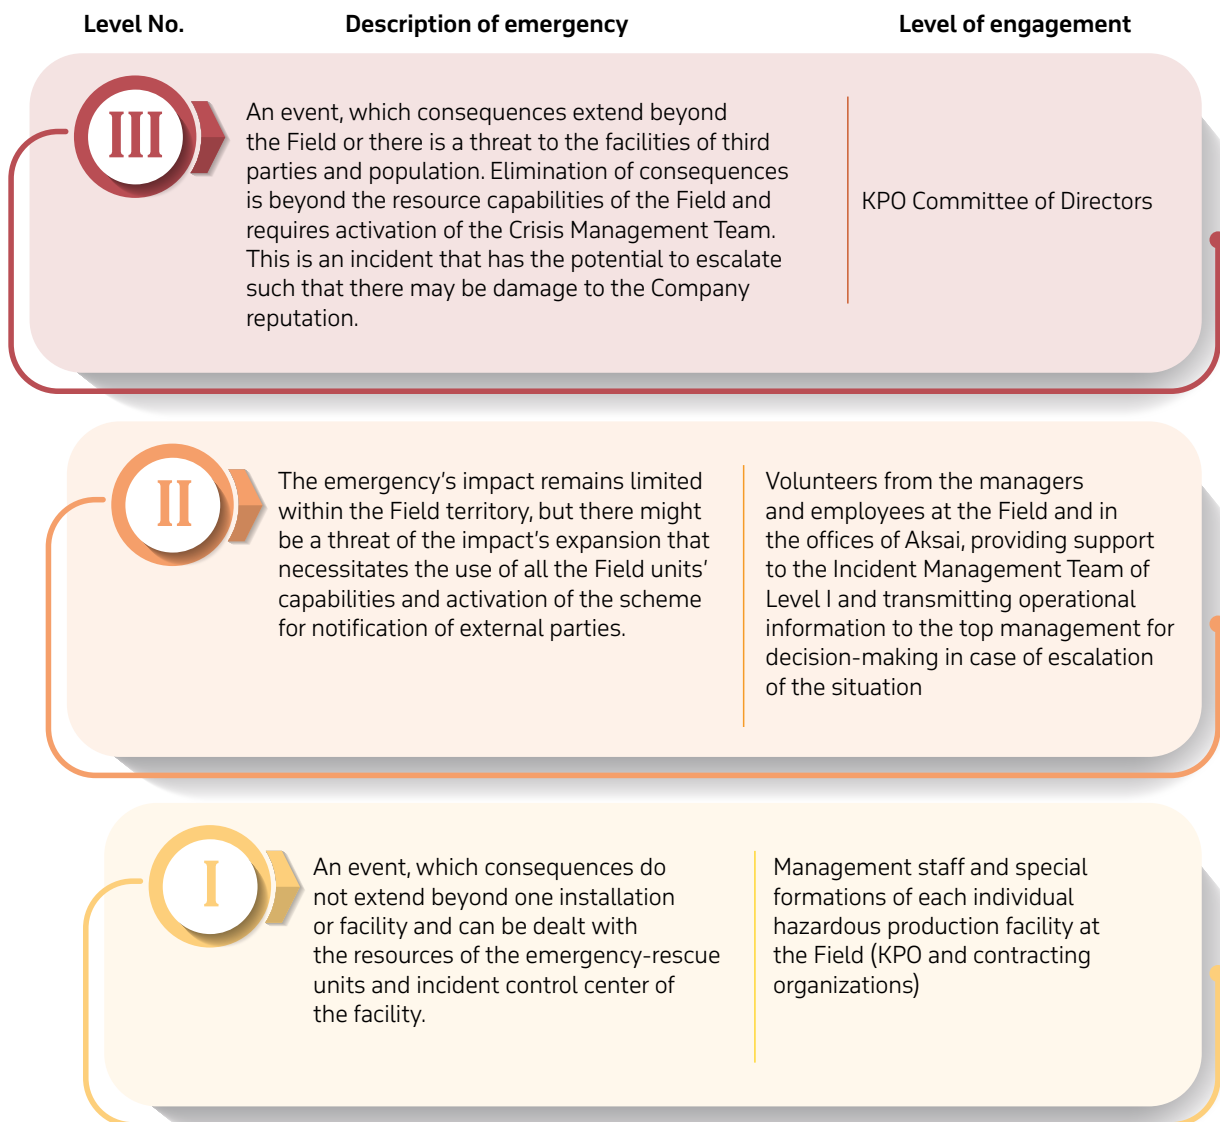 Level No. Description of emergency Level of engagement
III
An event, which consequences extend beyond
the Field or there is a threat to the facilities of third
parties and population. Elimination of consequences
is beyond the resource capabilities of the Field and
requires activation of the Crisis Management Team.
This is an incident that has the potential to escalate
such that there may be damage to the Company
reputation.
KPO Committee of Directors
II
The emergency’s impact remains limited
within the Field territory, but there might
be a threat of the impact’s expansion that
necessitates the use of all the Field units’
capabilities and activation of the scheme
for notification of external parties.
Volunteers from the managers
and employees at the Field and in
the offices of Aksai, providing support
to the Incident Management Team of
Level I and transmitting operational
information to the top management for
decision-making in case of escalation
of the situation
I
An event, which consequences do
not extend beyond one installation
or facility and can be dealt with
the resources of the emergency-rescue
units and incident control center of
the facility.
Management staff and special
formations of each individual
hazardous production facility at
the Field (KPO and contracting
organizations)